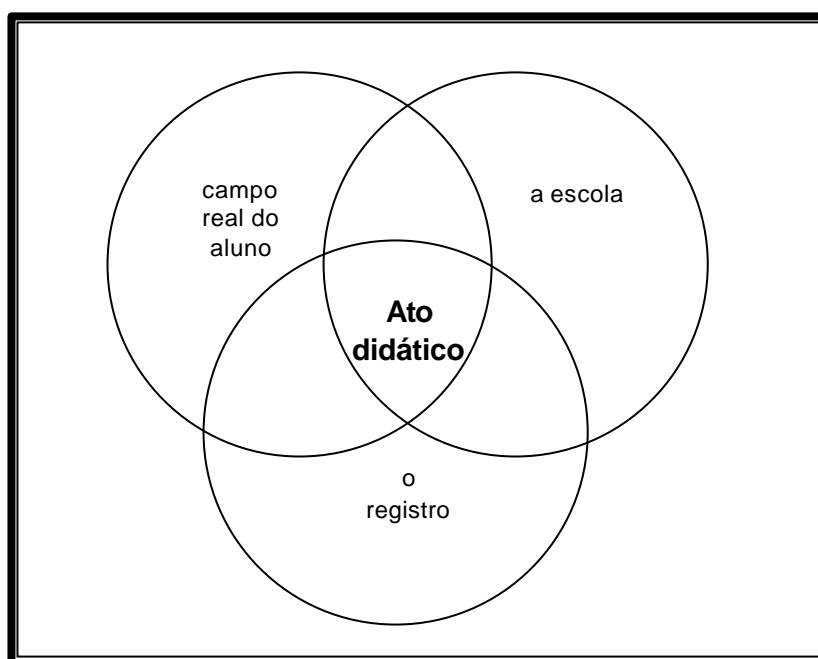 campo
real do
aluno
a escola
Ato
didático
o
registro